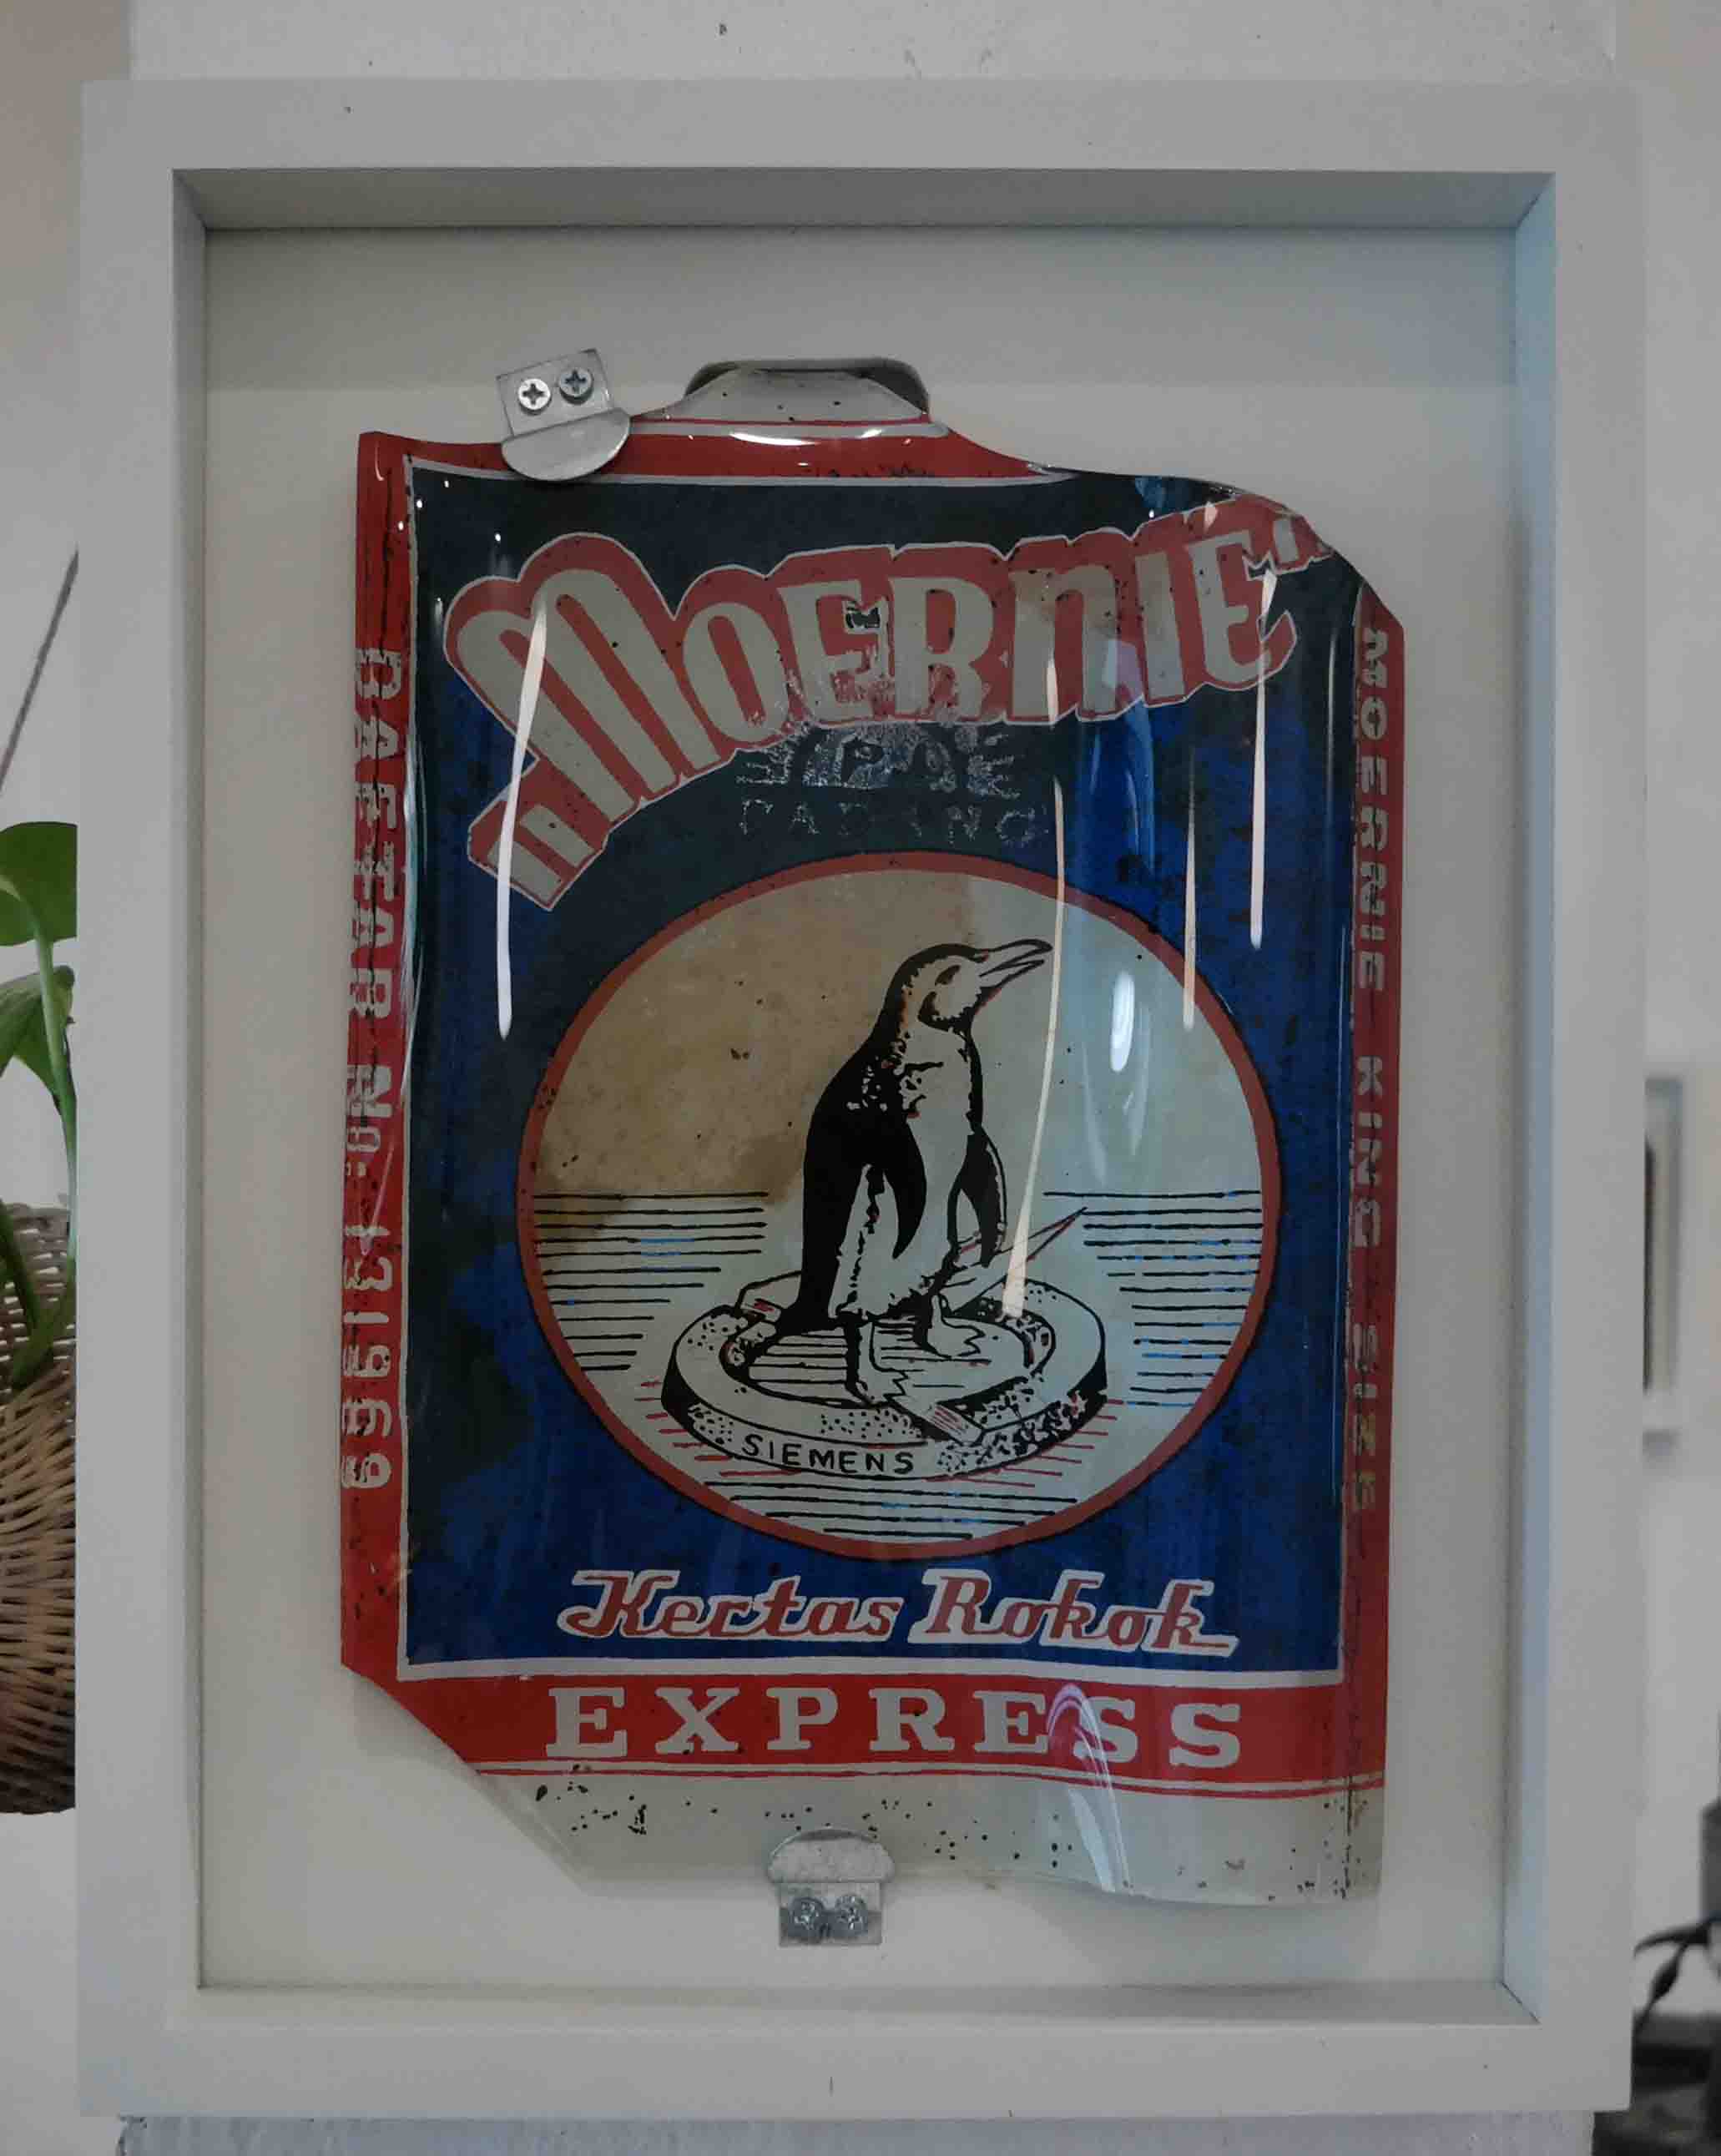 "MOERNIE"
PADANG
DAFTAR No: 131969
MOERNIE KING SIZE
SIEMENS
Kertas Rokok
EXPRESS